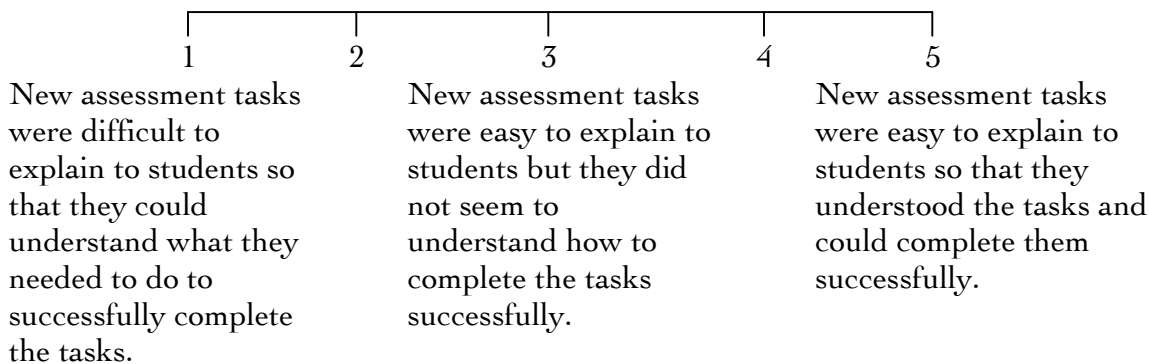 1 2 3 4 5
New assessment tasks
were difficult to
explain to students so
that they could
understand what they
needed to do to
successfully complete
the tasks.
New assessment tasks
were easy to explain to
students but they did
not seem to
understand how to
complete the tasks
successfully.
New assessment tasks
were easy to explain to
students so that they
understood the tasks and
could complete them
successfully.